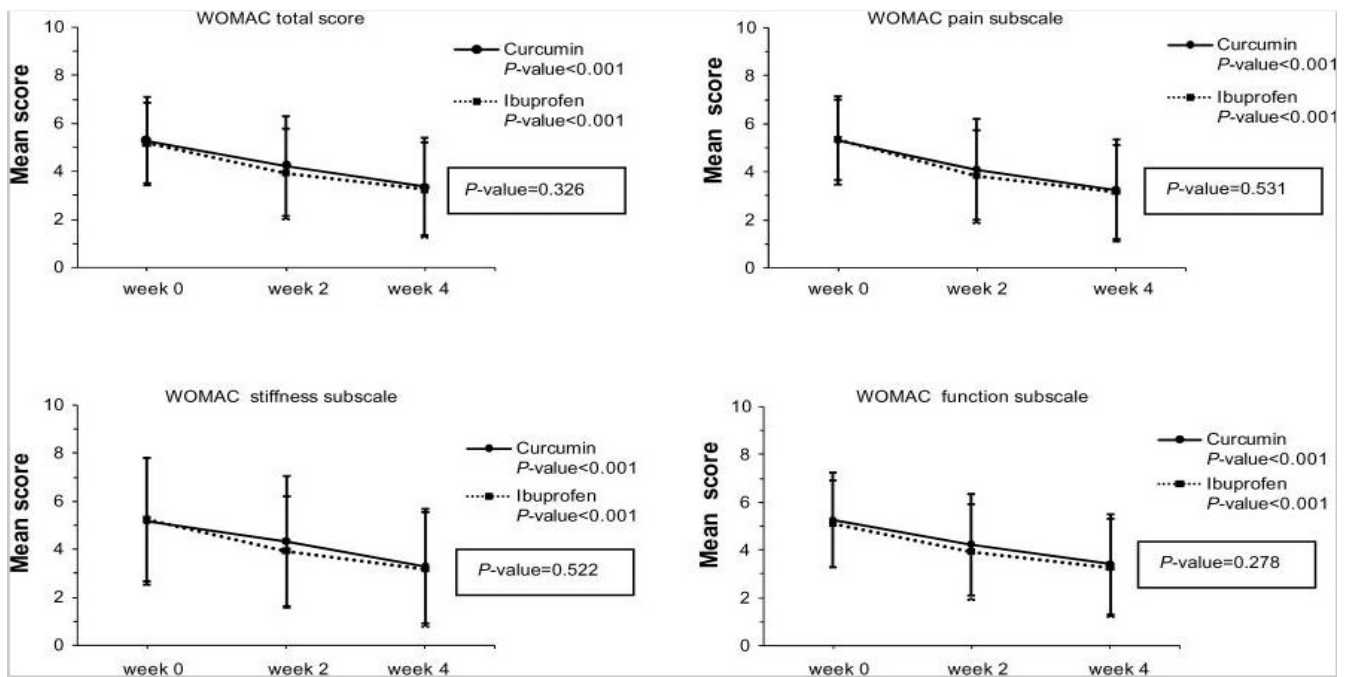 WOMAC total score
10
8
6
4
2
0
Mean score
Curcumin
P-value<0.001
Ibuprofen
P-value<0.001
P-value=0.326
week 0 week 2 week 4
WOMAC pain subscale
10
8
6
4
2
0
Mean score
Curcumin
P-value<0.001
Ibuprofen
P-value<0.001
P-value=0.531
week 0 week 2 week 4
WOMAC stiffness subscale
10
8
6
4
2
0
Mean score
Curcumin
P-value<0.001
Ibuprofen
P-value<0.001
P-value=0.522
week 0 week 2 week 4
WOMAC function subscale
10
8
6
4
2
0
Mean score
Curcumin
P-value<0.001
Ibuprofen
P-value<0.001
P-value=0.278
week 0 week 2 week 4